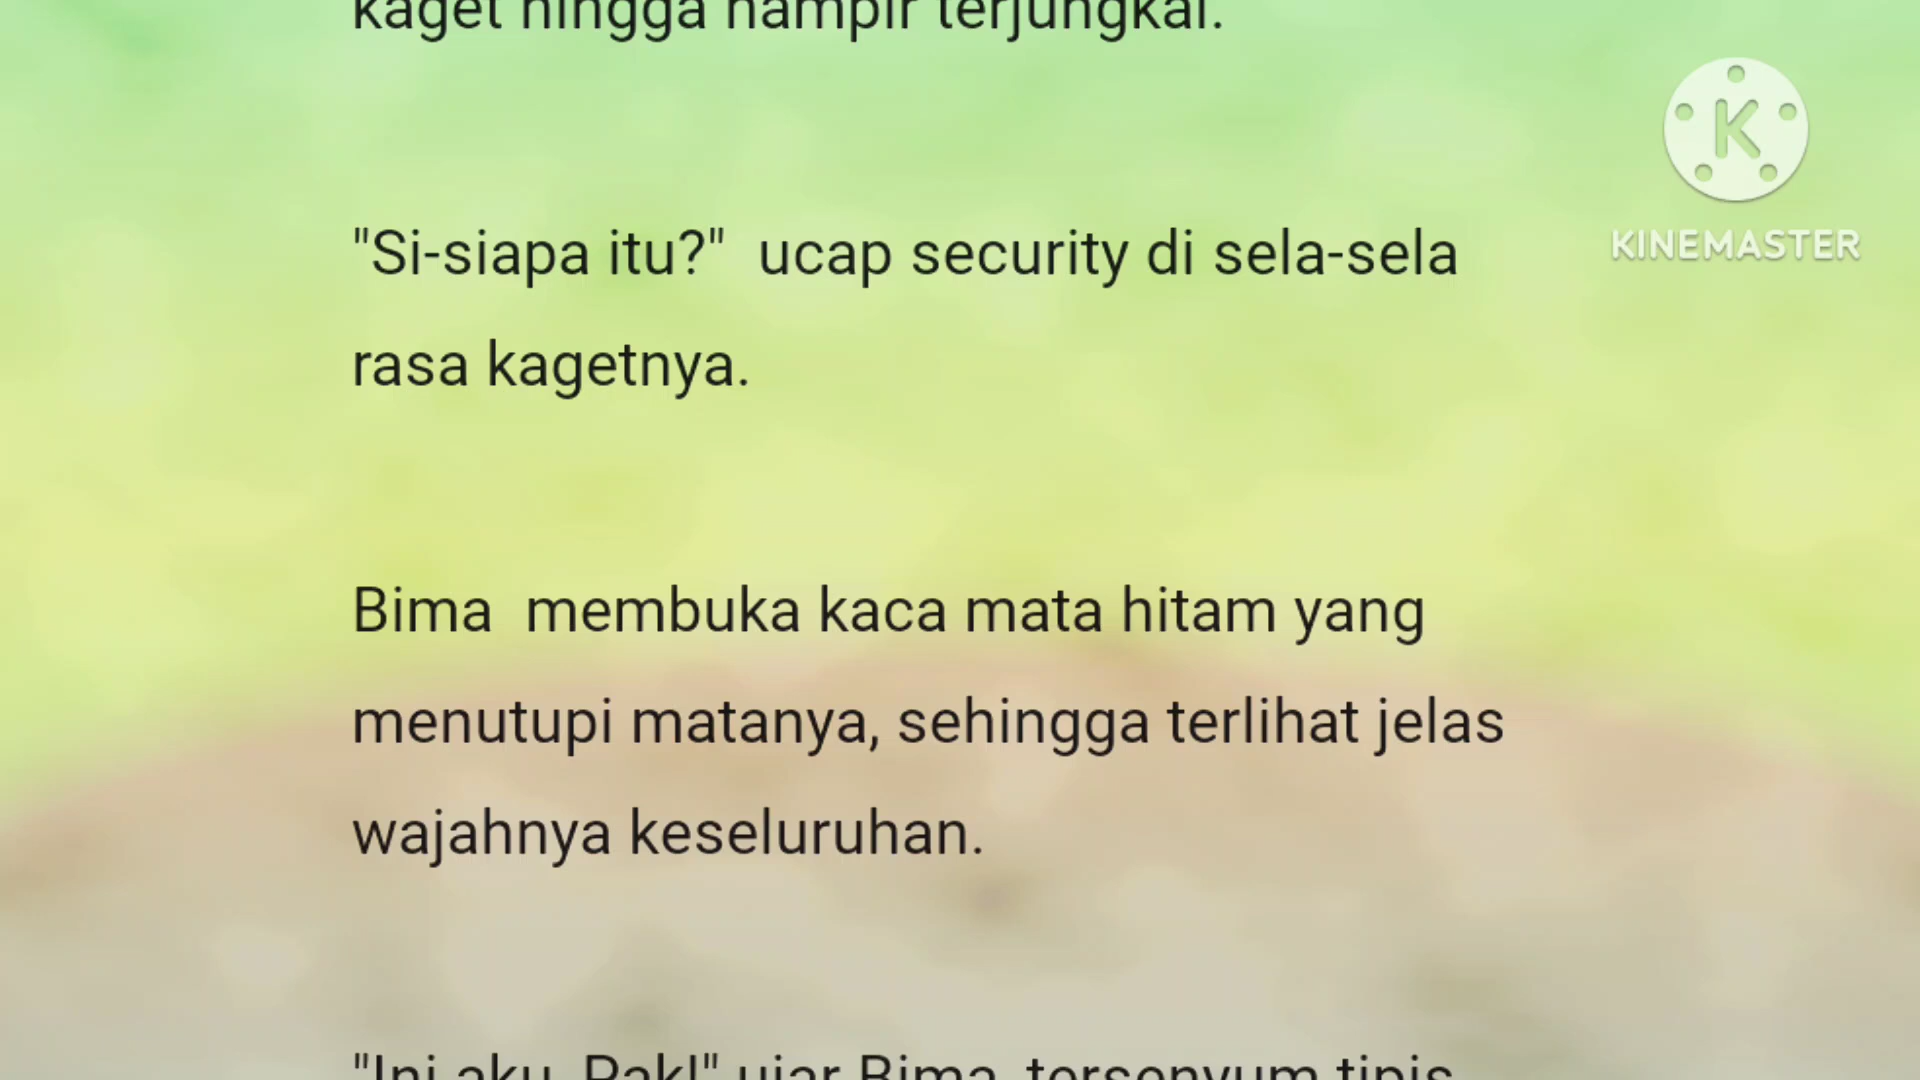 kaget hingga hampir terjungkal.
"Si-siapa itu?"  ucap security di sela-sela
rasa kagetnya.
Bima  membuka kaca mata hitam yang
menutupi matanya, sehingga terlihat jelas
wajahnya keseluruhan.
"Ini aku, Pak!" ujar Bima, tersenyum tipis
K
KINEMASTER